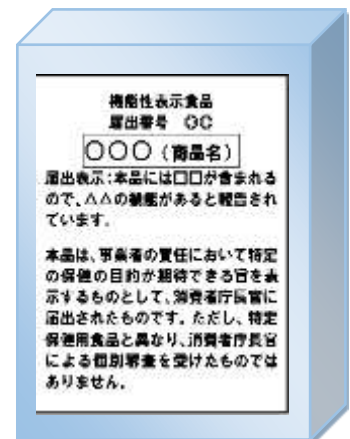 機能性表示食品
届出番号 〇〇
〇〇〇(商品名)
届出表示:本品には□□が含まれる
ので、△△の機能があると報告され
ています。
本品は、事業者の責任において特定
の保健の目的が期待できる旨を表
示するものとして、消費者庁長官に
届出されたものです。ただし、特定
保健用食品と異なり、消費者庁長官
による個別審査を受けたものでは
ありません。